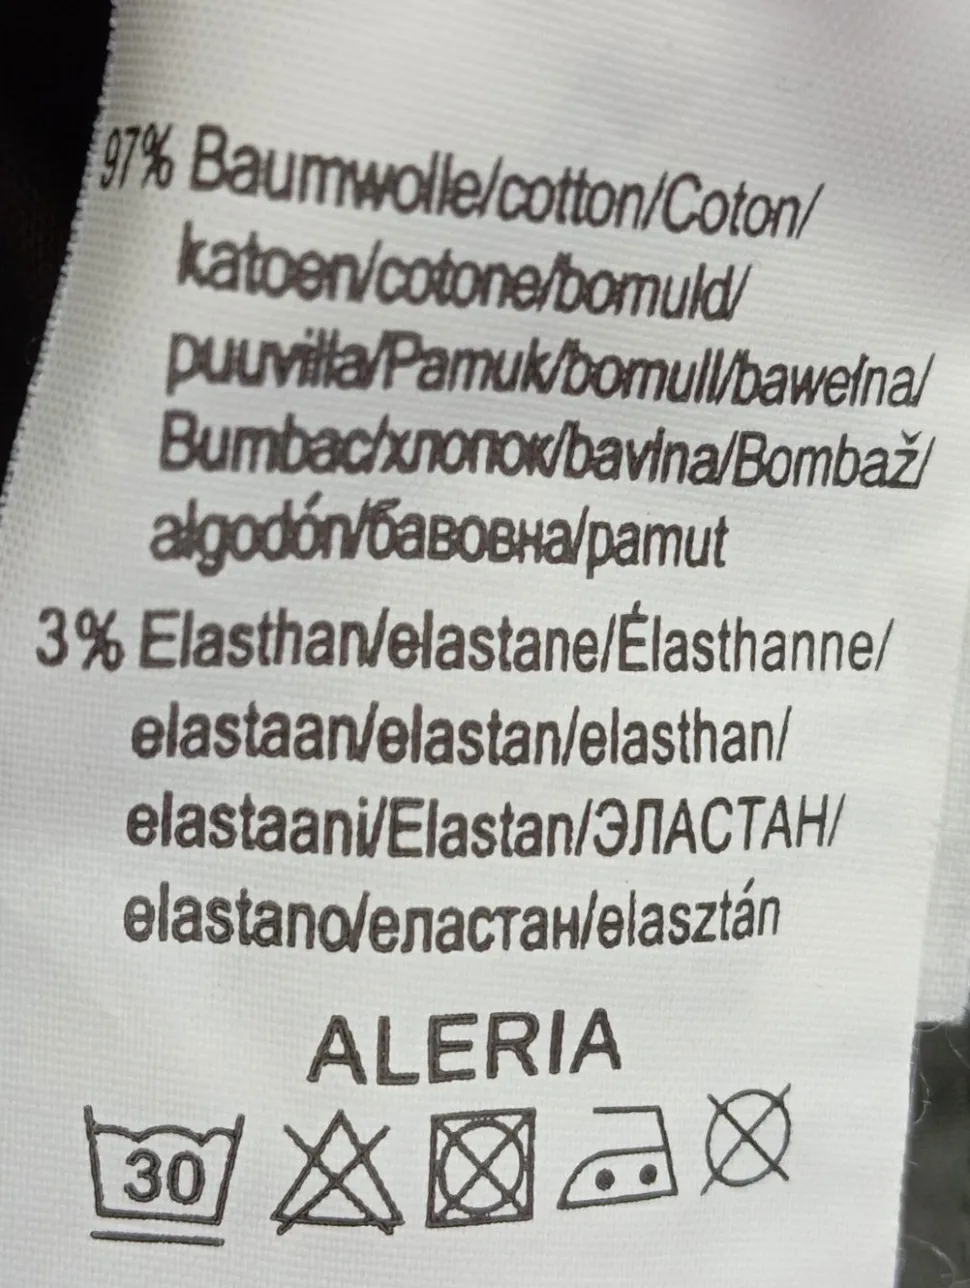 97% Baumwolle/cotton/Coton/
katoen/cotone/bomuld/
puuvilla/Pamuk/bomull/bawełna/
Bumbac/хлопок/bavlna/Bombaž/
algodón/бавовна/pamut
3% Elasthan/elastane/Élasthanne/
elastaan/elastan/elasthan/
elastaani/Elastan/ЭЛАСТАН/
elastano/еластан/elasztán
ALERIA
30